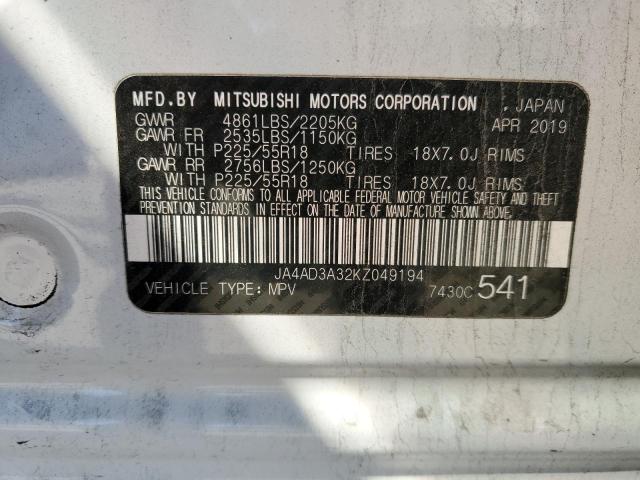 MFD.BY MITSUBISHI MOTORS CORPORATION , JAPAN
GVWR 4861LBS/2205KG APR 2019
GAWR FR 2535LBS/1150KG
WITH P225/55R18 TIRES 18X7.0J RIMS
GAWR RR 2756LBS/1250KG
WITH P225/55R18 TIRES 18X7.0J RIMS
THIS VEHICLE CONFORMS TO ALL APPLICABLE FEDERAL MOTOR VEHICLE SAFETY AND THEFT
PREVENTION STANDARDS IN EFFECT ON THE DATE OF MANUFACTURE SHOWN ABOVE.
JA4AD3A32KZ049194
VEHICLE TYPE: MPV 7430C 541